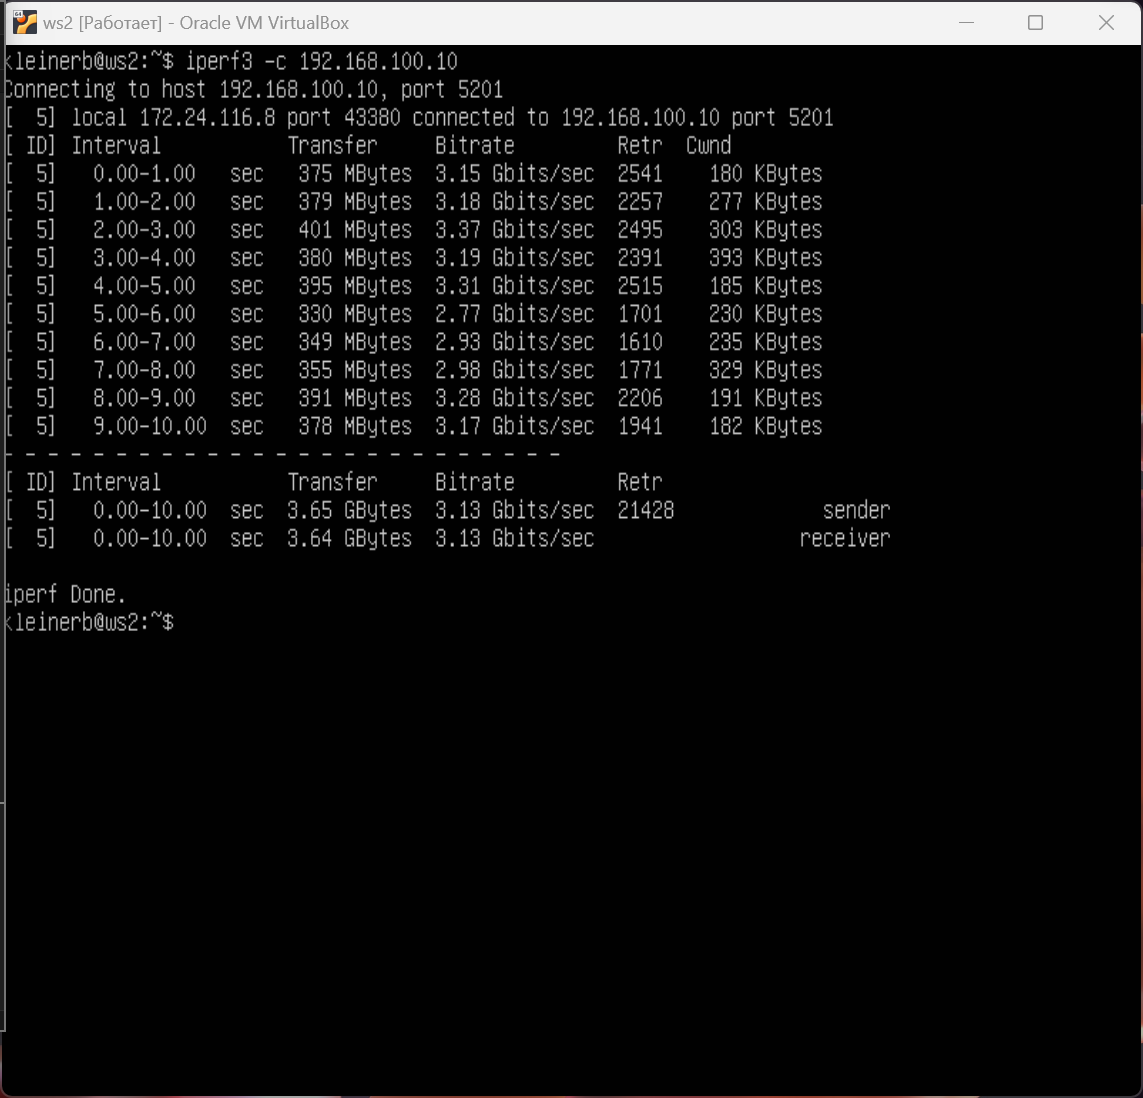 ws2 [Работает] - Oracle VM VirtualBox
kleinerb@ws2:~$ iperf3 -c 192.168.100.10
Connecting to host 192.168.100.10, port 5201
[  5] local 172.24.116.8 port 43380 connected to 192.168.100.10 port 5201
[ ID] Interval           Transfer     Bitrate         Retr  Cwnd
[  5]   0.00-1.00   sec   375 MBytes  3.15 Gbits/sec  2541    180 KBytes
[  5]   1.00-2.00   sec   379 MBytes  3.18 Gbits/sec  2257    277 KBytes
[  5]   2.00-3.00   sec   401 MBytes  3.37 Gbits/sec  2495    303 KBytes
[  5]   3.00-4.00   sec   380 MBytes  3.19 Gbits/sec  2391    393 KBytes
[  5]   4.00-5.00   sec   395 MBytes  3.31 Gbits/sec  2515    185 KBytes
[  5]   5.00-6.00   sec   330 MBytes  2.77 Gbits/sec  1701    230 KBytes
[  5]   6.00-7.00   sec   349 MBytes  2.93 Gbits/sec  1610    235 KBytes
[  5]   7.00-8.00   sec   355 MBytes  2.98 Gbits/sec  1771    329 KBytes
[  5]   8.00-9.00   sec   391 MBytes  3.28 Gbits/sec  2206    191 KBytes
[  5]   9.00-10.00  sec   378 MBytes  3.17 Gbits/sec  1941    182 KBytes
- - - - - - - - - - - - - - - - - - - - - - - - -
[ ID] Interval           Transfer     Bitrate         Retr
[  5]   0.00-10.00  sec  3.65 GBytes  3.13 Gbits/sec  21428             sender
[  5]   0.00-10.00  sec  3.64 GBytes  3.13 Gbits/sec                  receiver
iperf Done.
kleinerb@ws2:~$